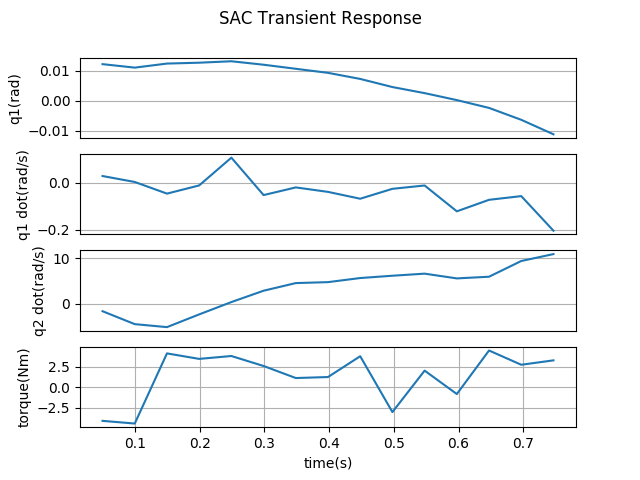 SAC Transient Response
q1(rad)
0.01
0.00
−0.01
q1 dot(rad/s)
0.0
−0.2
q2 dot(rad/s)
10
0
torque(Nm)
2.5
0.0
−2.5
0.1 0.2 0.3 0.4 0.5 0.6 0.7
time(s)